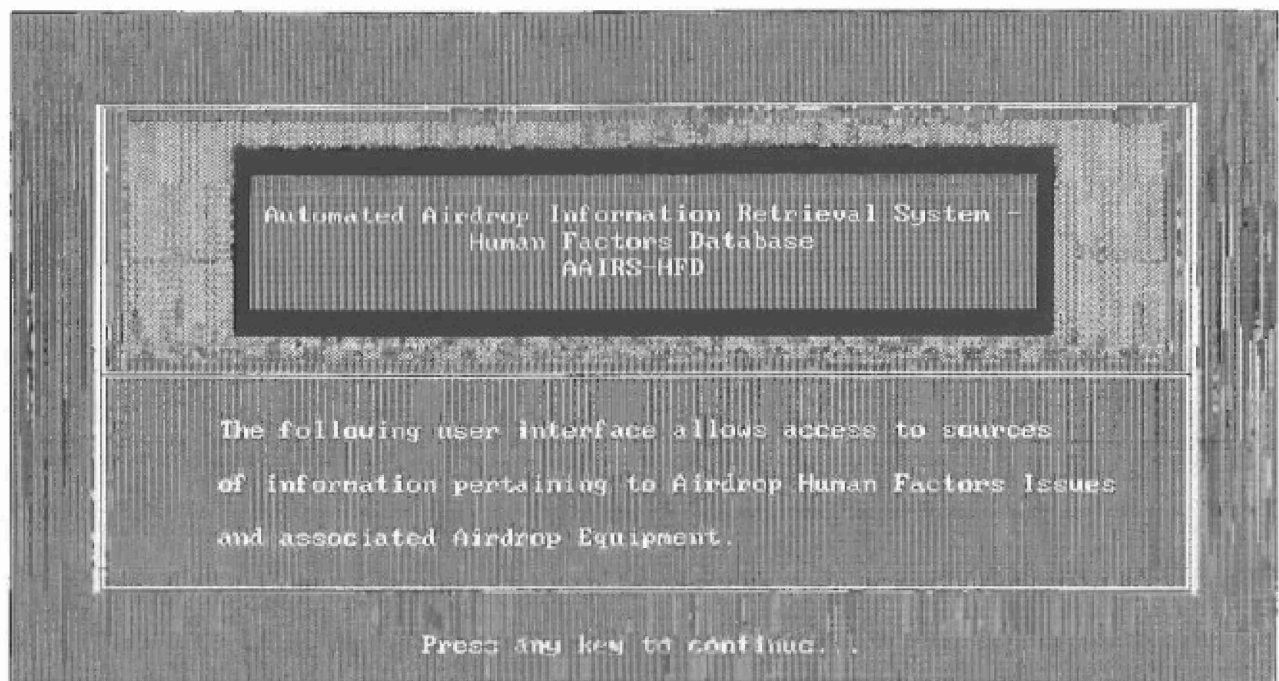 Automated Airdrop Information Retrieval System -
Human Factors Database
AAIRS-HFD
The following user interface allows access to sources
of information pertaining to Airdrop Human Factors Issues
and associated Airdrop Equipment.
Press any key to continue...